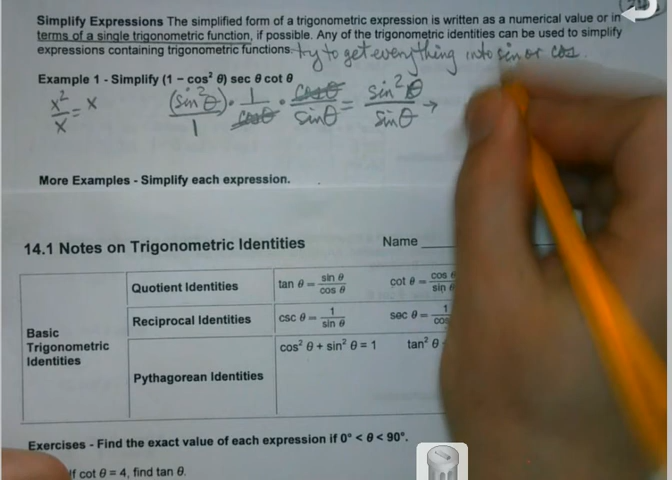 Simplify Expressions The simplified form of a trigonometric expression is written as a numerical value or in
terms of a single trigonometric function, if possible. Any of the trigonometric identities can be used to simplify
expressions containing trigonometric functions. try to get everything into sin or cos
Example 1 - Simplify (1 − cos² θ) sec θ cot θ
x²/x = x (sin²θ)/1 · 1/cosθ · cosθ/sinθ = sin²θ/sinθ →
More Examples - Simplify each expression.
14.1 Notes on Trigonometric Identities Name
Basic Trigonometric Identities
Quotient Identities tan θ = sin θ/cos θ cot θ = cos θ/sin θ
Reciprocal Identities csc θ = 1/sin θ sec θ = 1/cos
Pythagorean Identities cos² θ + sin² θ = 1 tan² θ
Exercises - Find the exact value of each expression if 0° < θ < 90°.
If cot θ = 4, find tan θ.